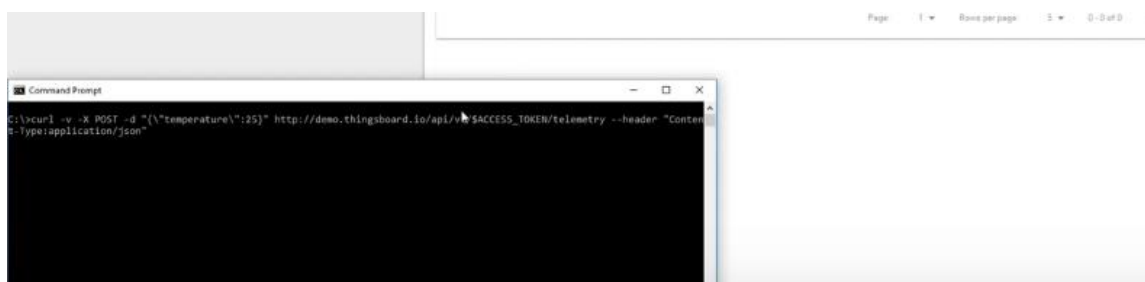 Page: 1 Rows per page: 5 0 - 0 of 0
Command Prompt
C:\>curl -v -X POST -d "{\"temperature\":25}" http://demo.thingsboard.io/api/v1/$ACCESS_TOKEN/telemetry --header "Conten
t-Type:application/json"